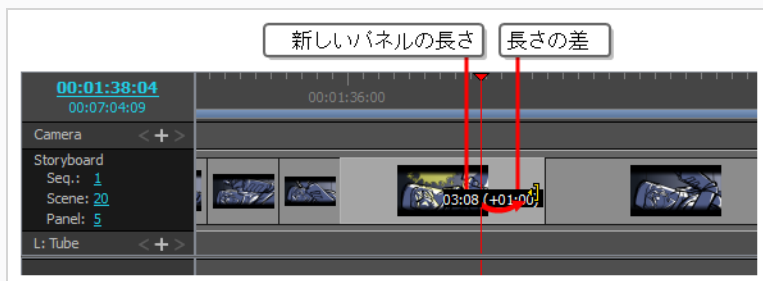 新しいパネルの長さ
長さの差
00:01:38:04
00:07:04:09
00:01:36:00
Camera
Storyboard
Seq.: 1
Scene: 20
Panel: 5
03:08 (+01:00)
L: Tube